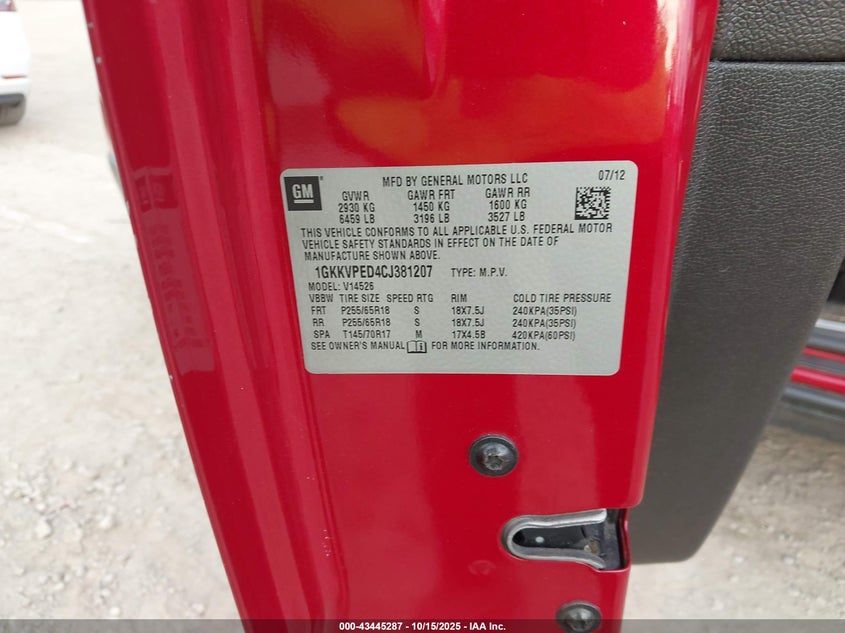 GM
MFD BY GENERAL MOTORS LLC 07/12
GVWR GAWR FRT GAWR RR
2930 KG 1450 KG 1600 KG
6459 LB 3196 LB 3527 LB
THIS VEHICLE CONFORMS TO ALL APPLICABLE U.S. FEDERAL MOTOR
VEHICLE SAFETY STANDARDS IN EFFECT ON THE DATE OF
MANUFACTURE SHOWN ABOVE.
1GKKVPED4CJ381207 TYPE: M.P.V.
MODEL: V14526
VBBW TIRE SIZE SPEED RTG RIM COLD TIRE PRESSURE
FRT P255/65R18 S 18X7.5J 240KPA(35PSI)
RR P255/65R18 S 18X7.5J 240KPA(35PSI)
SPA T145/70R17 M 17X4.5B 420KPA(60PSI)
SEE OWNER'S MANUAL FOR MORE INFORMATION.
000-43445287 - 10/15/2025 - IAA Inc.